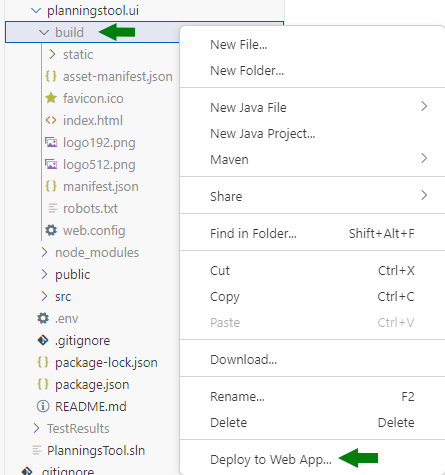 planningstool.ui
build
static
asset-manifest.json
favicon.ico
index.html
logo192.png
logo512.png
manifest.json
robots.txt
web.config
node_modules
public
src
.env
.gitignore
package-lock.json
package.json
README.md
TestResults
PlanningsTool.sln
.gitignore
New File...
New Folder...
New Java File
New Java Project...
Maven
Share
Find in Folder... Shift+Alt+F
Cut Ctrl+X
Copy Ctrl+C
Paste Ctrl+V
Download...
Rename... F2
Delete Delete
Deploy to Web App...